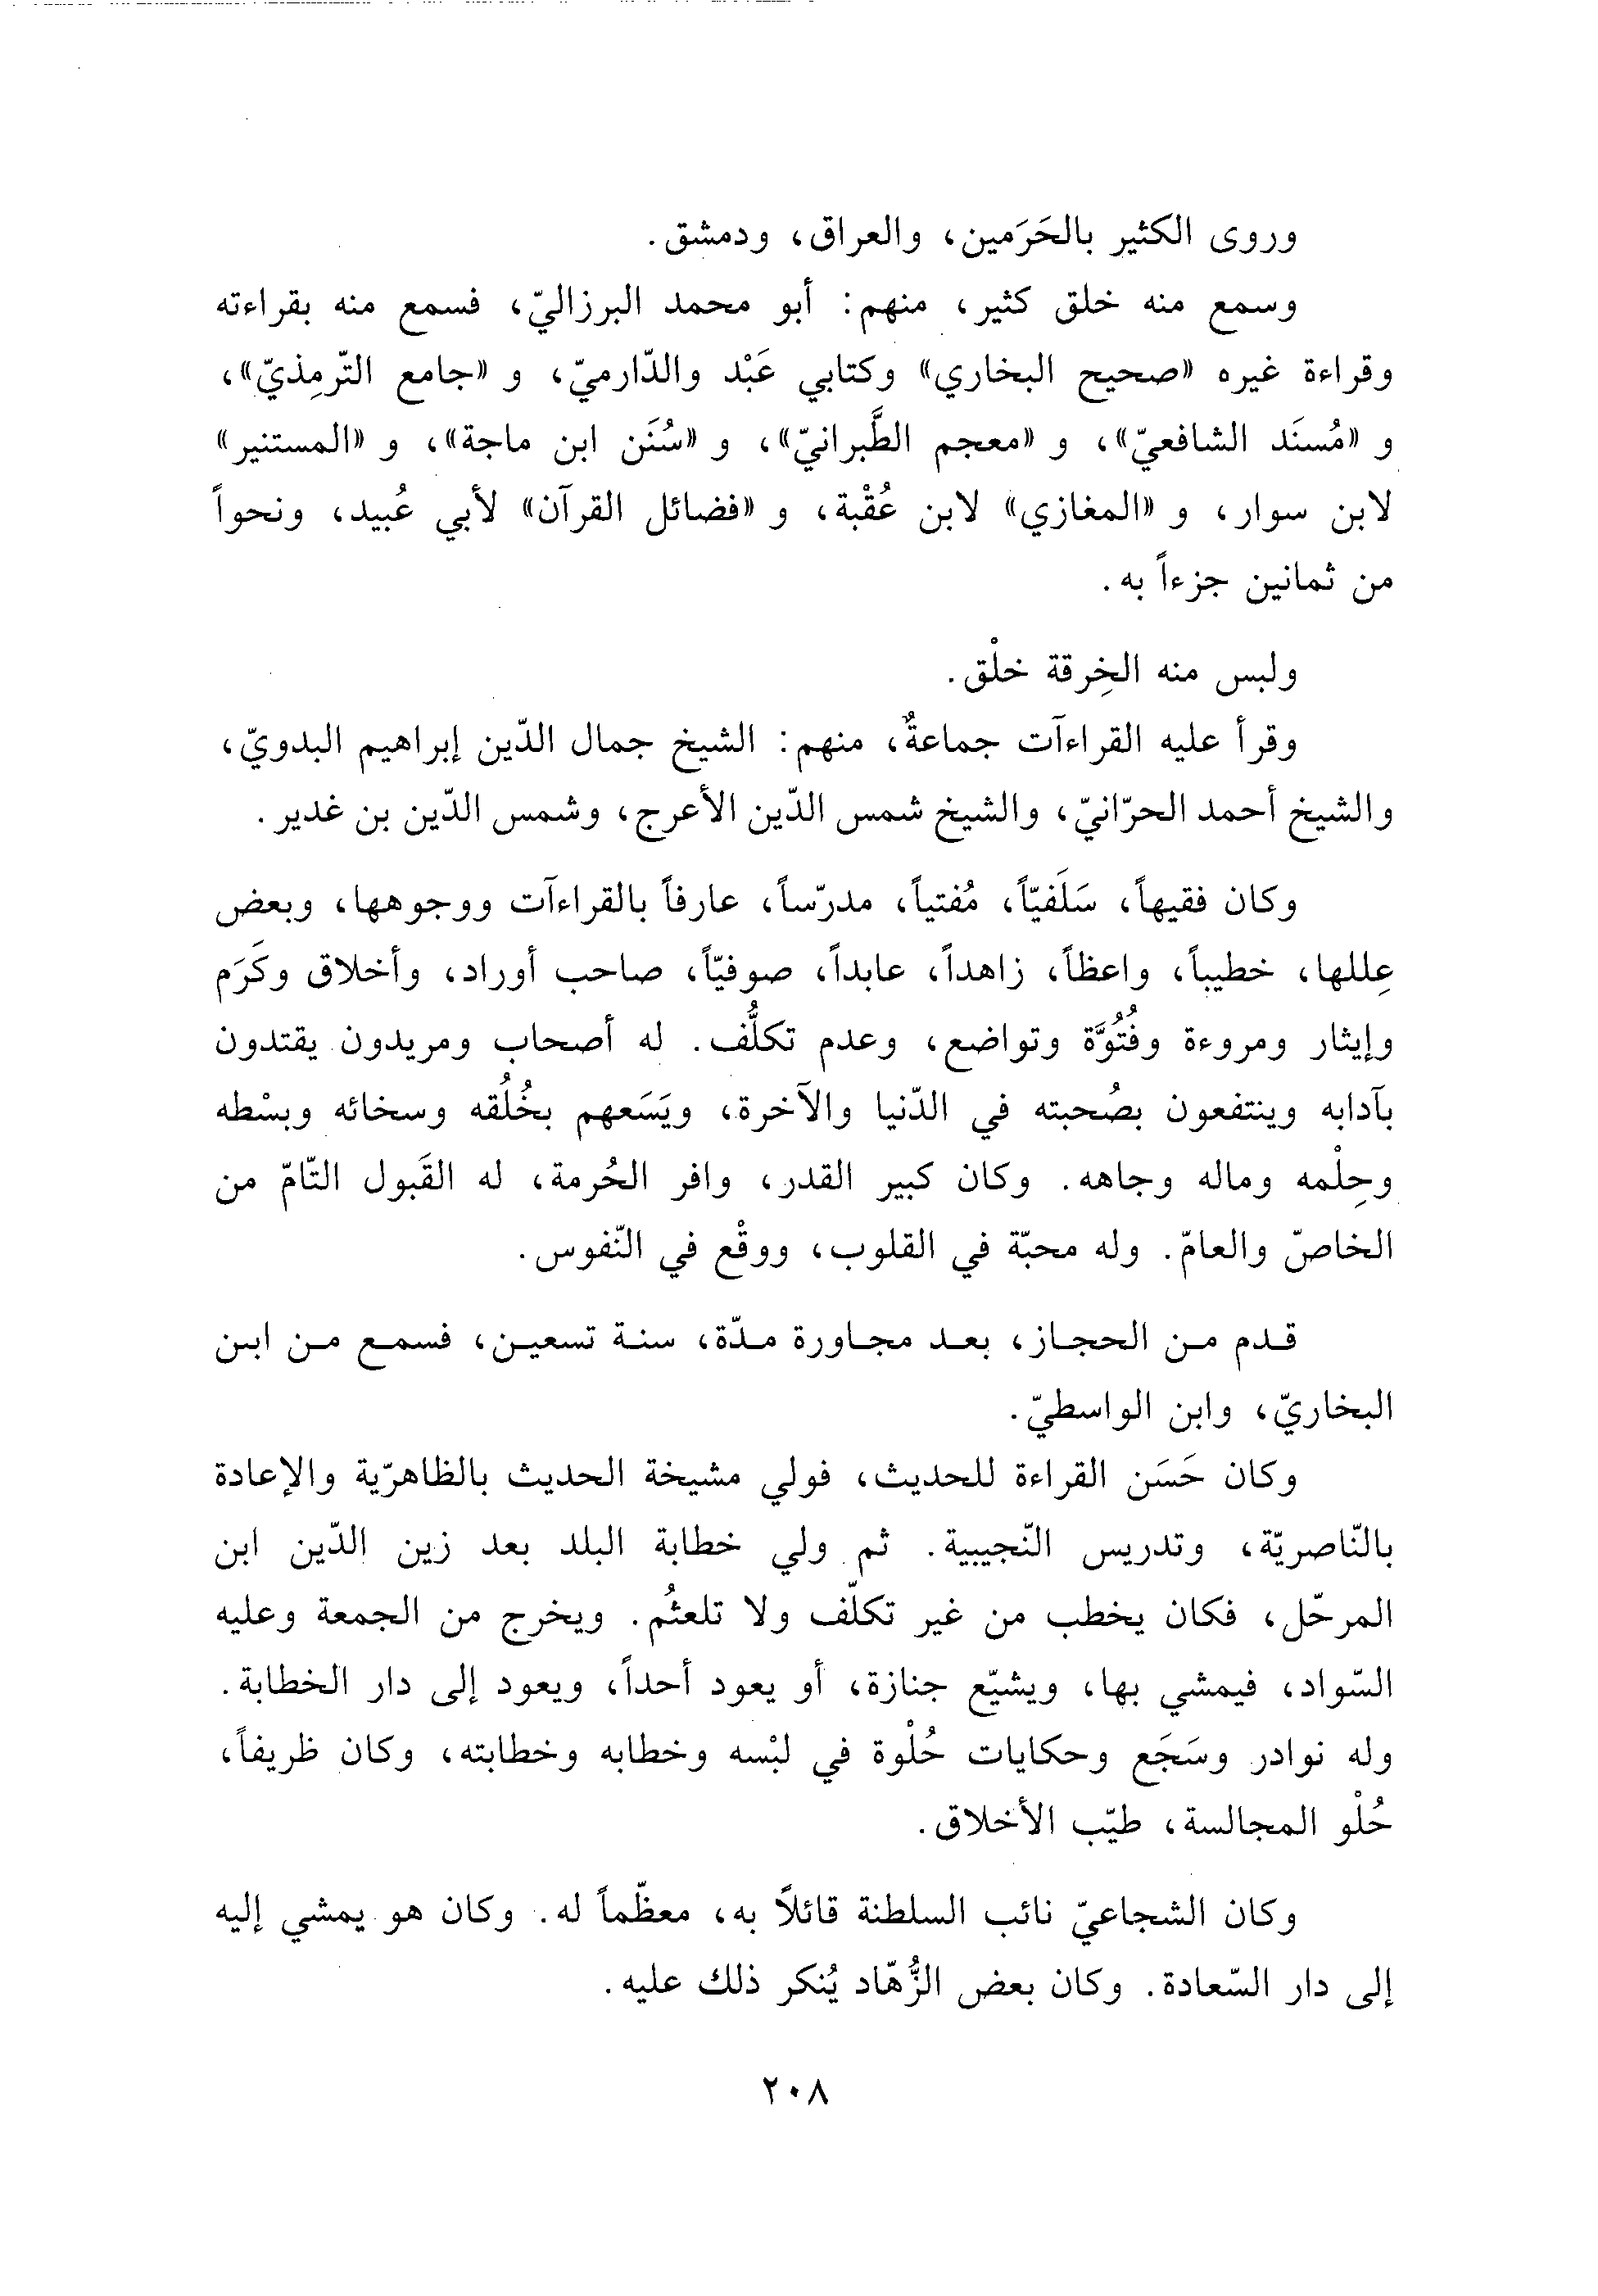 وروى الكثير بالحَرَمين، والعراق، ودمشق.
وسمع منه خلق كثير، منهم: أبو محمد البرزاليّ، فسمع منه بقراءته
وقراءة غيره «صحيح البخاري» وكتابي عَبْد والدّارميّ، و «جامع التّرمِذيّ»،
و «مُسنَد الشافعيّ»، و «معجم الطَّبرانيّ»، و «سُنَن ابن ماجة»، و «المستنير»
لابن سوار، و «المغازي» لابن عُقْبة، و «فضائل القرآن» لأبي عُبيد، ونحواً
من ثمانين جزءاً به.
ولبس منه الخِرقة خلْق.
وقرأ عليه القراءآت جماعةٌ، منهم: الشيخ جمال الدّين إبراهيم البدويّ،
والشيخ أحمد الحرّانيّ، والشيخ شمس الدّين الأعرج، وشمس الدّين بن غدير.
وكان فقيهاً، سَلَفيّاً، مُفتياً، مدرّساً، عارفاً بالقراءآت ووجوهها، وبعض
عِللها، خطيباً، واعظاً، زاهداً، عابداً، صوفيّاً، صاحب أوراد، وأخلاق وكَرَم
وإيثار ومروءة وفُتُوَّة وتواضع، وعدم تكلُّف. له أصحاب ومريدون يقتدون
بآدابه وينتفعون بصُحبته في الدّنيا والآخرة، ويَسَعهم بخُلُقه وسخائه وبسْطه
وحِلْمه وماله وجاهه. وكان كبير القدر، وافر الحُرمة، له القَبول التّامّ من
الخاصّ والعامّ. وله محبّة في القلوب، ووقْع في النّفوس.
قدم من الحجاز، بعد مجاورة مدّة، سنة تسعين، فسمع من ابن
البخاريّ، وابن الواسطيّ.
وكان حَسَن القراءة للحديث، فولي مشيخة الحديث بالظاهرّية والإعادة
بالنّاصريّة، وتدريس النّجيبية. ثم ولي خطابة البلد بعد زين الدّين ابن
المرحّل، فكان يخطب من غير تكلّف ولا تلعثُم. ويخرج من الجمعة وعليه
السّواد، فيمشي بها، ويشيّع جنازة، أو يعود أحداً، ويعود إلى دار الخطابة.
وله نوادر وسَجَع وحكايات حُلْوة في لبْسه وخطابه وخطابته، وكان ظريفاً،
حُلْو المجالسة، طيّب الأخلاق.
وكان الشجاعيّ نائب السلطنة قائلاً به، معظّماً له. وكان هو يمشي إليه
إلى دار السّعادة. وكان بعض الزُّهّاد يُنكر ذلك عليه.
٢٠٨